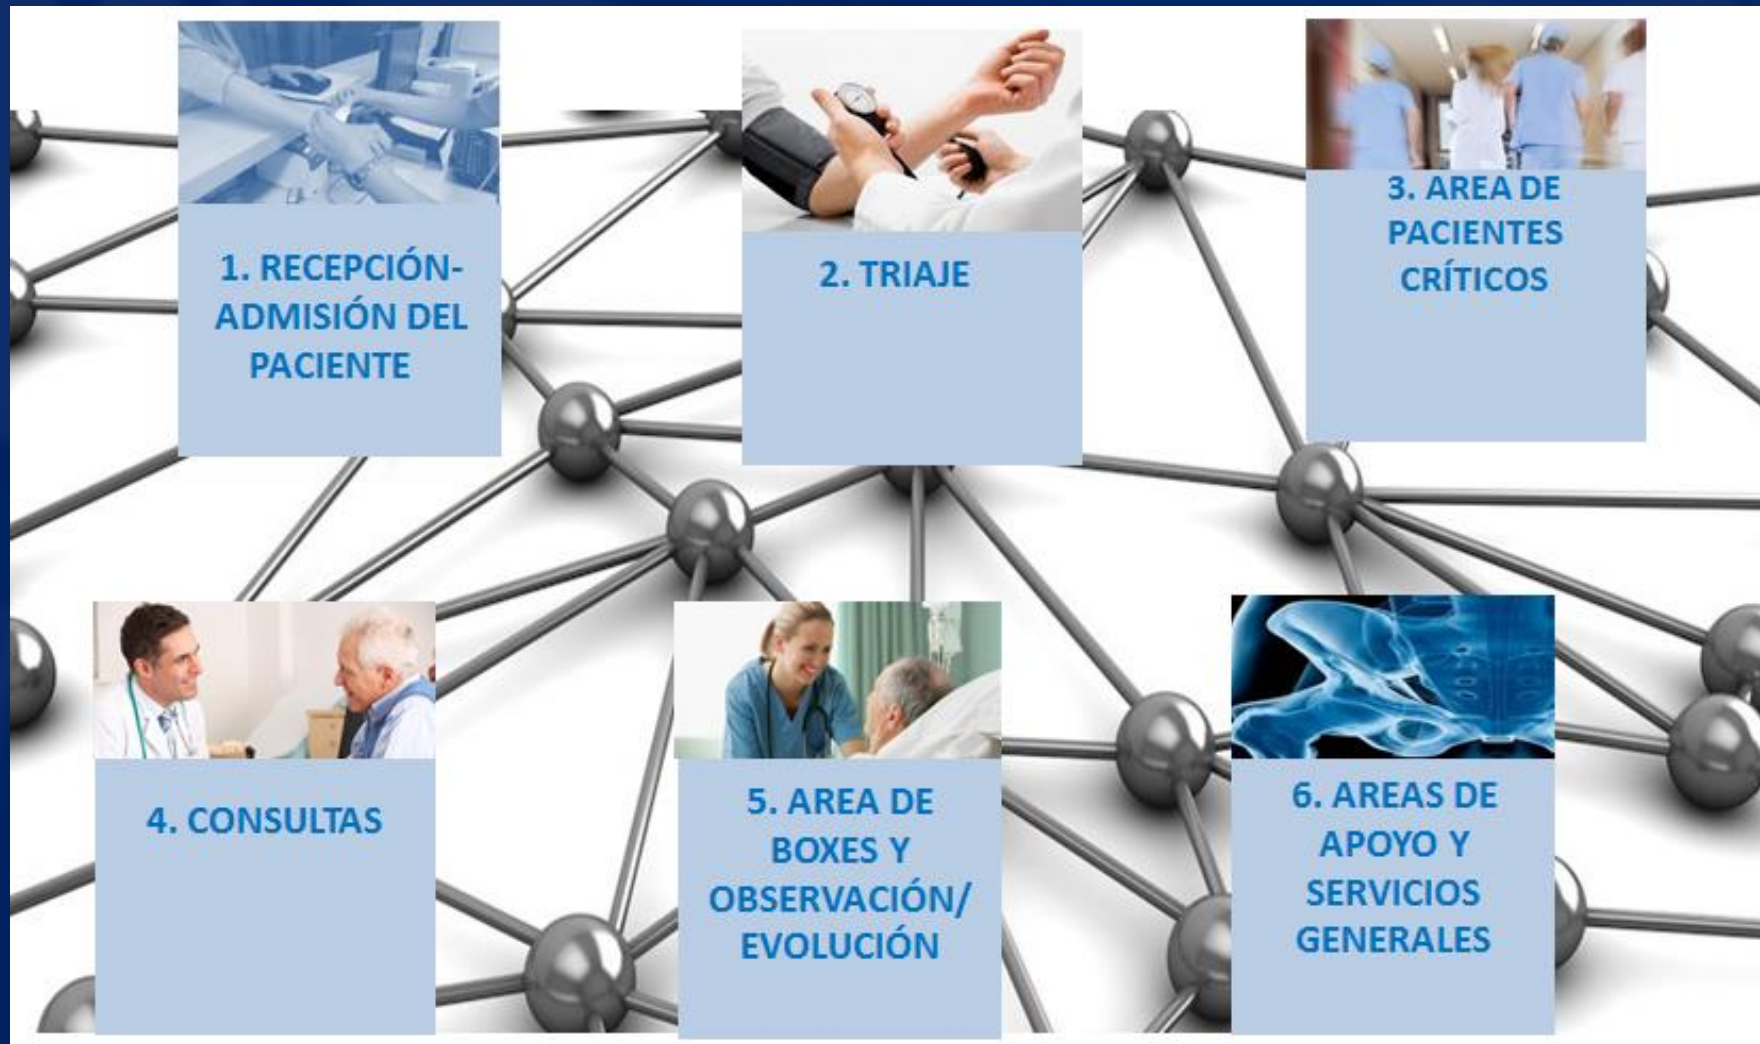 1. RECEPCIÓN-
ADMISIÓN DEL
PACIENTE
2. TRIAJE
3. AREA DE
PACIENTES
CRÍTICOS
4. CONSULTAS
5. AREA DE
BOXES Y
OBSERVACIÓN/
EVOLUCIÓN
6. AREAS DE
APOYO Y
SERVICIOS
GENERALES